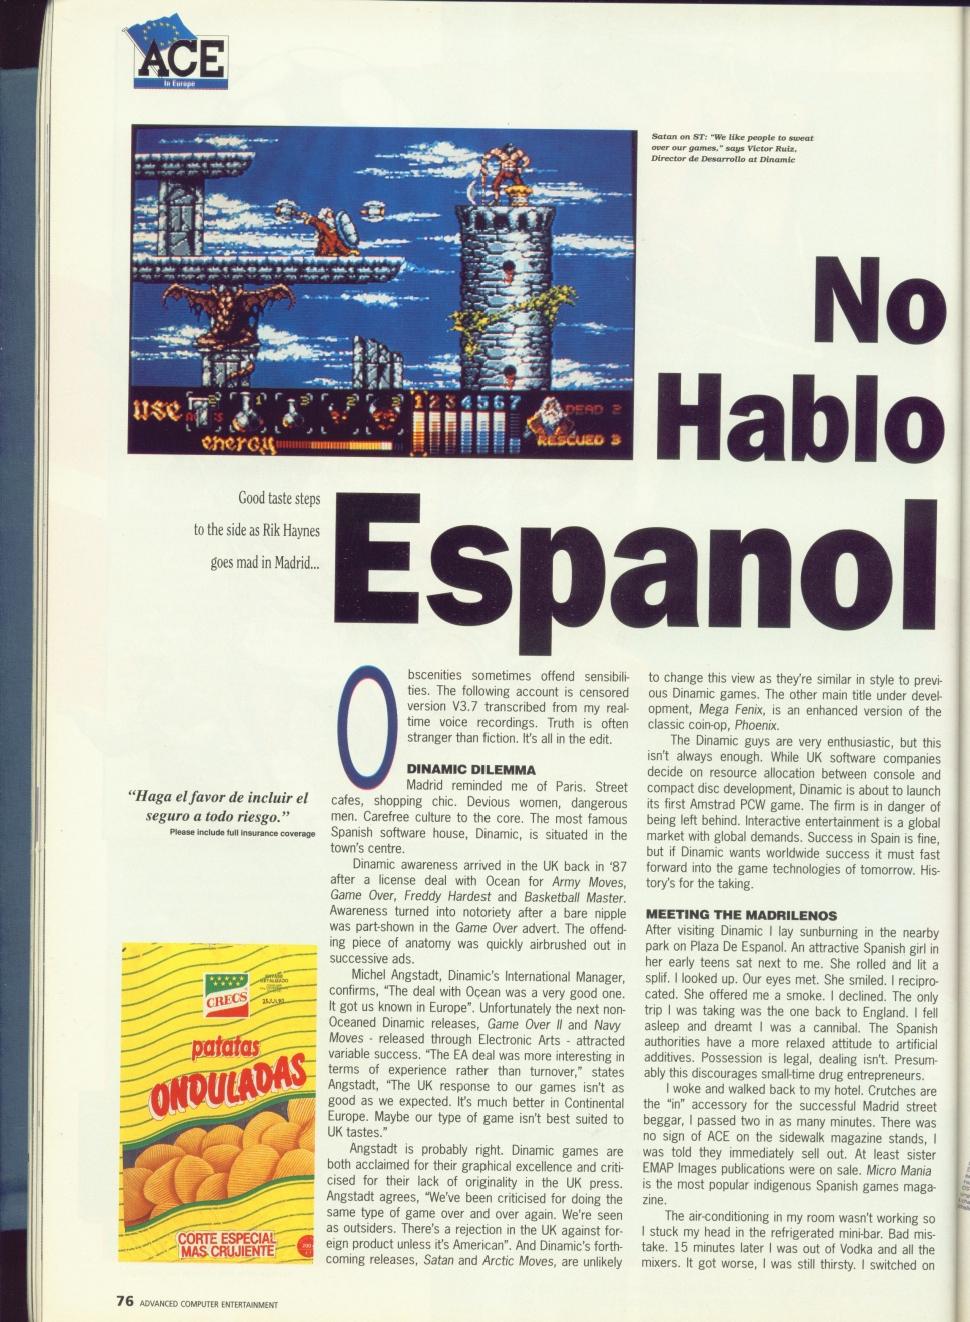 ACE
In Europe
Satan on ST: "We like people to sweat
over our games," says Victor Ruiz,
Director de Desarrollo at Dinamic
use
1
3
2
3
1 2 3 4 5 6 7
DEAD 2
energy
RESCUED 3
No
Hablo
Espanol
Good taste steps
to the side as Rik Haynes
goes mad in Madrid...
Obscenities sometimes offend sensibili-
ties. The following account is censored
version V3.7 transcribed from my real-
time voice recordings. Truth is often
stranger than fiction. It's all in the edit.
DINAMIC DILEMMA
Madrid reminded me of Paris. Street
cafes, shopping chic. Devious women, dangerous
men. Carefree culture to the core. The most famous
Spanish software house, Dinamic, is situated in the
town's centre.
Dinamic awareness arrived in the UK back in '87
after a license deal with Ocean for Army Moves,
Game Over, Freddy Hardest and Basketball Master.
Awareness turned into notoriety after a bare nipple
was part-shown in the Game Over advert. The offend-
ing piece of anatomy was quickly airbrushed out in
successive ads.
Michel Angstadt, Dinamic's International Manager,
confirms, "The deal with Ocean was a very good one.
It got us known in Europe". Unfortunately the next non-
Oceaned Dinamic releases, Game Over II and Navy
Moves - released through Electronic Arts - attracted
variable success. "The EA deal was more interesting in
terms of experience rather than turnover," states
Angstadt, "The UK response to our games isn't as
good as we expected. It's much better in Continental
Europe. Maybe our type of game isn't best suited to
UK tastes."
Angstadt is probably right. Dinamic games are
both acclaimed for their graphical excellence and criti-
cised for their lack of originality in the UK press.
Angstadt agrees, "We've been criticised for doing the
same type of game over and over again. We're seen
as outsiders. There's a rejection in the UK against for-
eign product unless it's American". And Dinamic's forth-
coming releases, Satan and Arctic Moves, are unlikely
to change this view as they're similar in style to previ-
ous Dinamic games. The other main title under devel-
opment, Mega Fenix, is an enhanced version of the
classic coin-op, Phoenix.
The Dinamic guys are very enthusiastic, but this
isn't always enough. While UK software companies
decide on resource allocation between console and
compact disc development, Dinamic is about to launch
its first Amstrad PCW game. The firm is in danger of
being left behind. Interactive entertainment is a global
market with global demands. Success in Spain is fine,
but if Dinamic wants worldwide success it must fast
forward into the game technologies of tomorrow. His-
tory's for the taking.
MEETING THE MADRILENOS
After visiting Dinamic I lay sunburning in the nearby
park on Plaza De Espanol. An attractive Spanish girl in
her early teens sat next to me. She rolled and lit a
splif. I looked up. Our eyes met. She smiled. I recipro-
cated. She offered me a smoke. I declined. The only
trip I was taking was the one back to England. I fell
asleep and dreamt I was a cannibal. The Spanish
authorities have a more relaxed attitude to artificial
additives. Possession is legal, dealing isn't. Presum-
ably this discourages small-time drug entrepreneurs.
I woke and walked back to my hotel. Crutches are
the "in" accessory for the successful Madrid street
beggar, I passed two in as many minutes. There was
no sign of ACE on the sidewalk magazine stands, I
was told they immediately sell out. At least sister
EMAP Images publications were on sale. Micro Mania
is the most popular indigenous Spanish games maga-
zine.
The air-conditioning in my room wasn't working so
I stuck my head in the refrigerated mini-bar. Bad mis-
take. 15 minutes later I was out of Vodka and all the
mixers. It got worse, I was still thirsty. I switched on
"Haga el favor de incluir el
seguro a todo riesgo."
Please include full insurance coverage
CRECS
patatas
ONDULADAS
CORTE ESPECIAL
MAS CRUJIENTE
76 ADVANCED COMPUTER ENTERTAINMENT